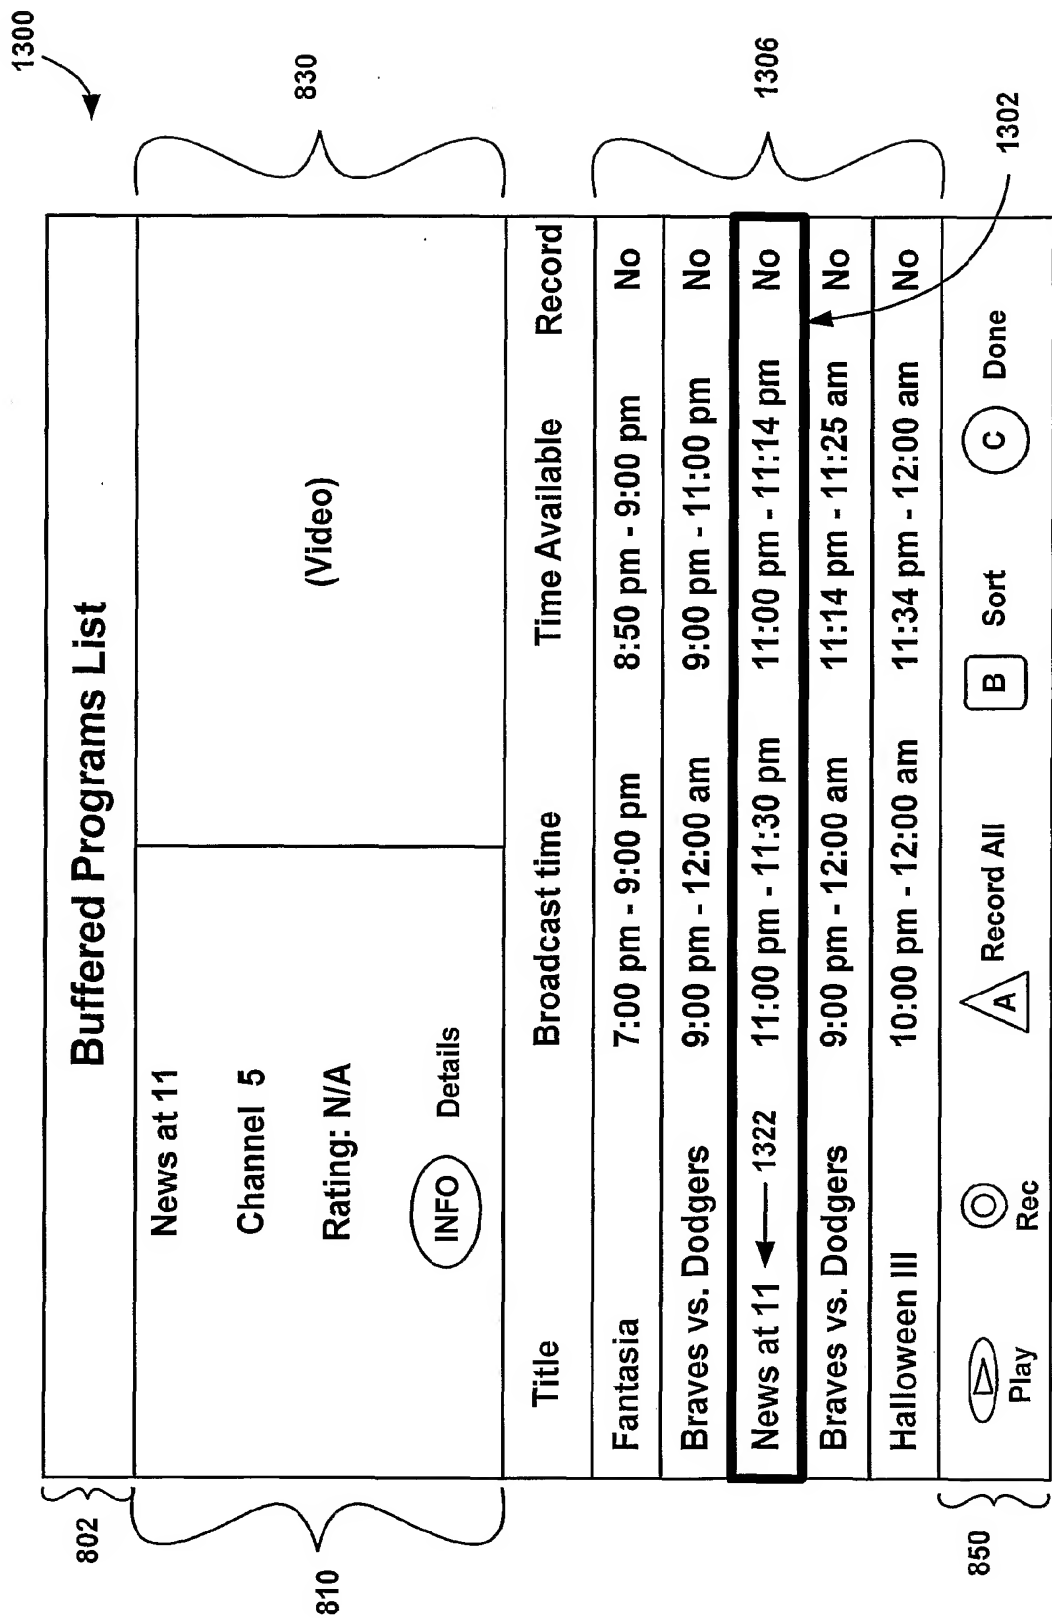 1300
Buffered Programs List
802
News at 11
Channel 5
Rating: N/A
INFO Details
(Video)
810
830
Title Broadcast time Time Available Record
Fantasia 7:00 pm - 9:00 pm 8:50 pm - 9:00 pm No
Braves vs. Dodgers 9:00 pm - 12:00 am 9:00 pm - 11:00 pm No
News at 11 1322 11:00 pm - 11:30 pm 11:00 pm - 11:14 pm No
Braves vs. Dodgers 9:00 pm - 12:00 am 11:14 pm - 11:25 am No
Halloween III 10:00 pm - 12:00 am 11:34 pm - 12:00 am No
1306
1302
Play Rec A Record All B Sort C Done
850